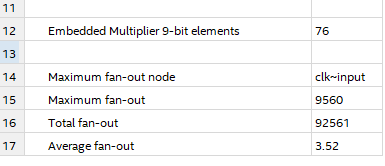 11
12 Embedded Multiplier 9-bit elements 76
13
14 Maximum fan-out node clk~input
15 Maximum fan-out 9560
16 Total fan-out 92561
17 Average fan-out 3.52